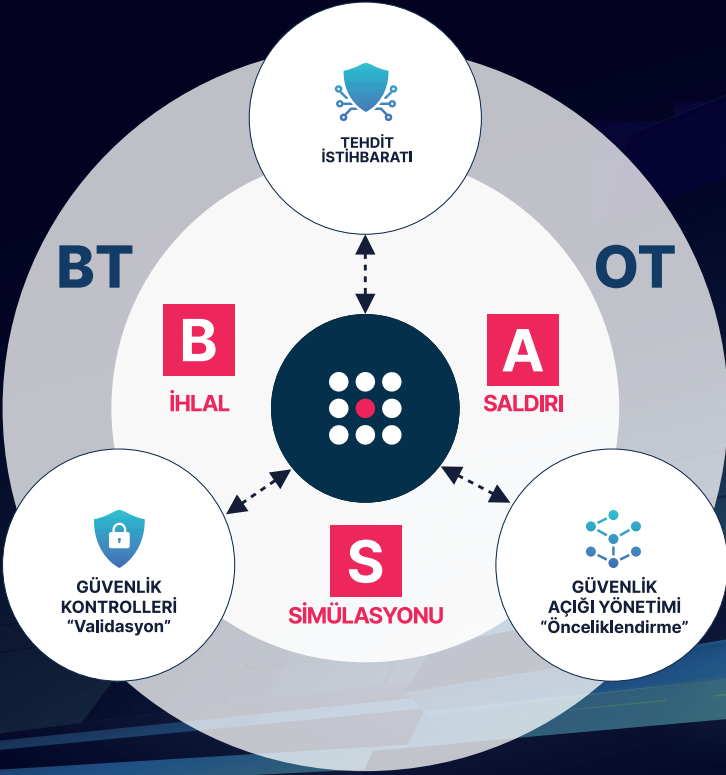 TEHDİT
İSTİHBARATI
BT
OT
B
İHLAL
A
SALDIRI
S
SİMÜLASYONU
GÜVENLİK
KONTROLLERİ
“Validasyon”
GÜVENLİK
AÇIĞI YÖNETİMİ
“Önceliklendirme”